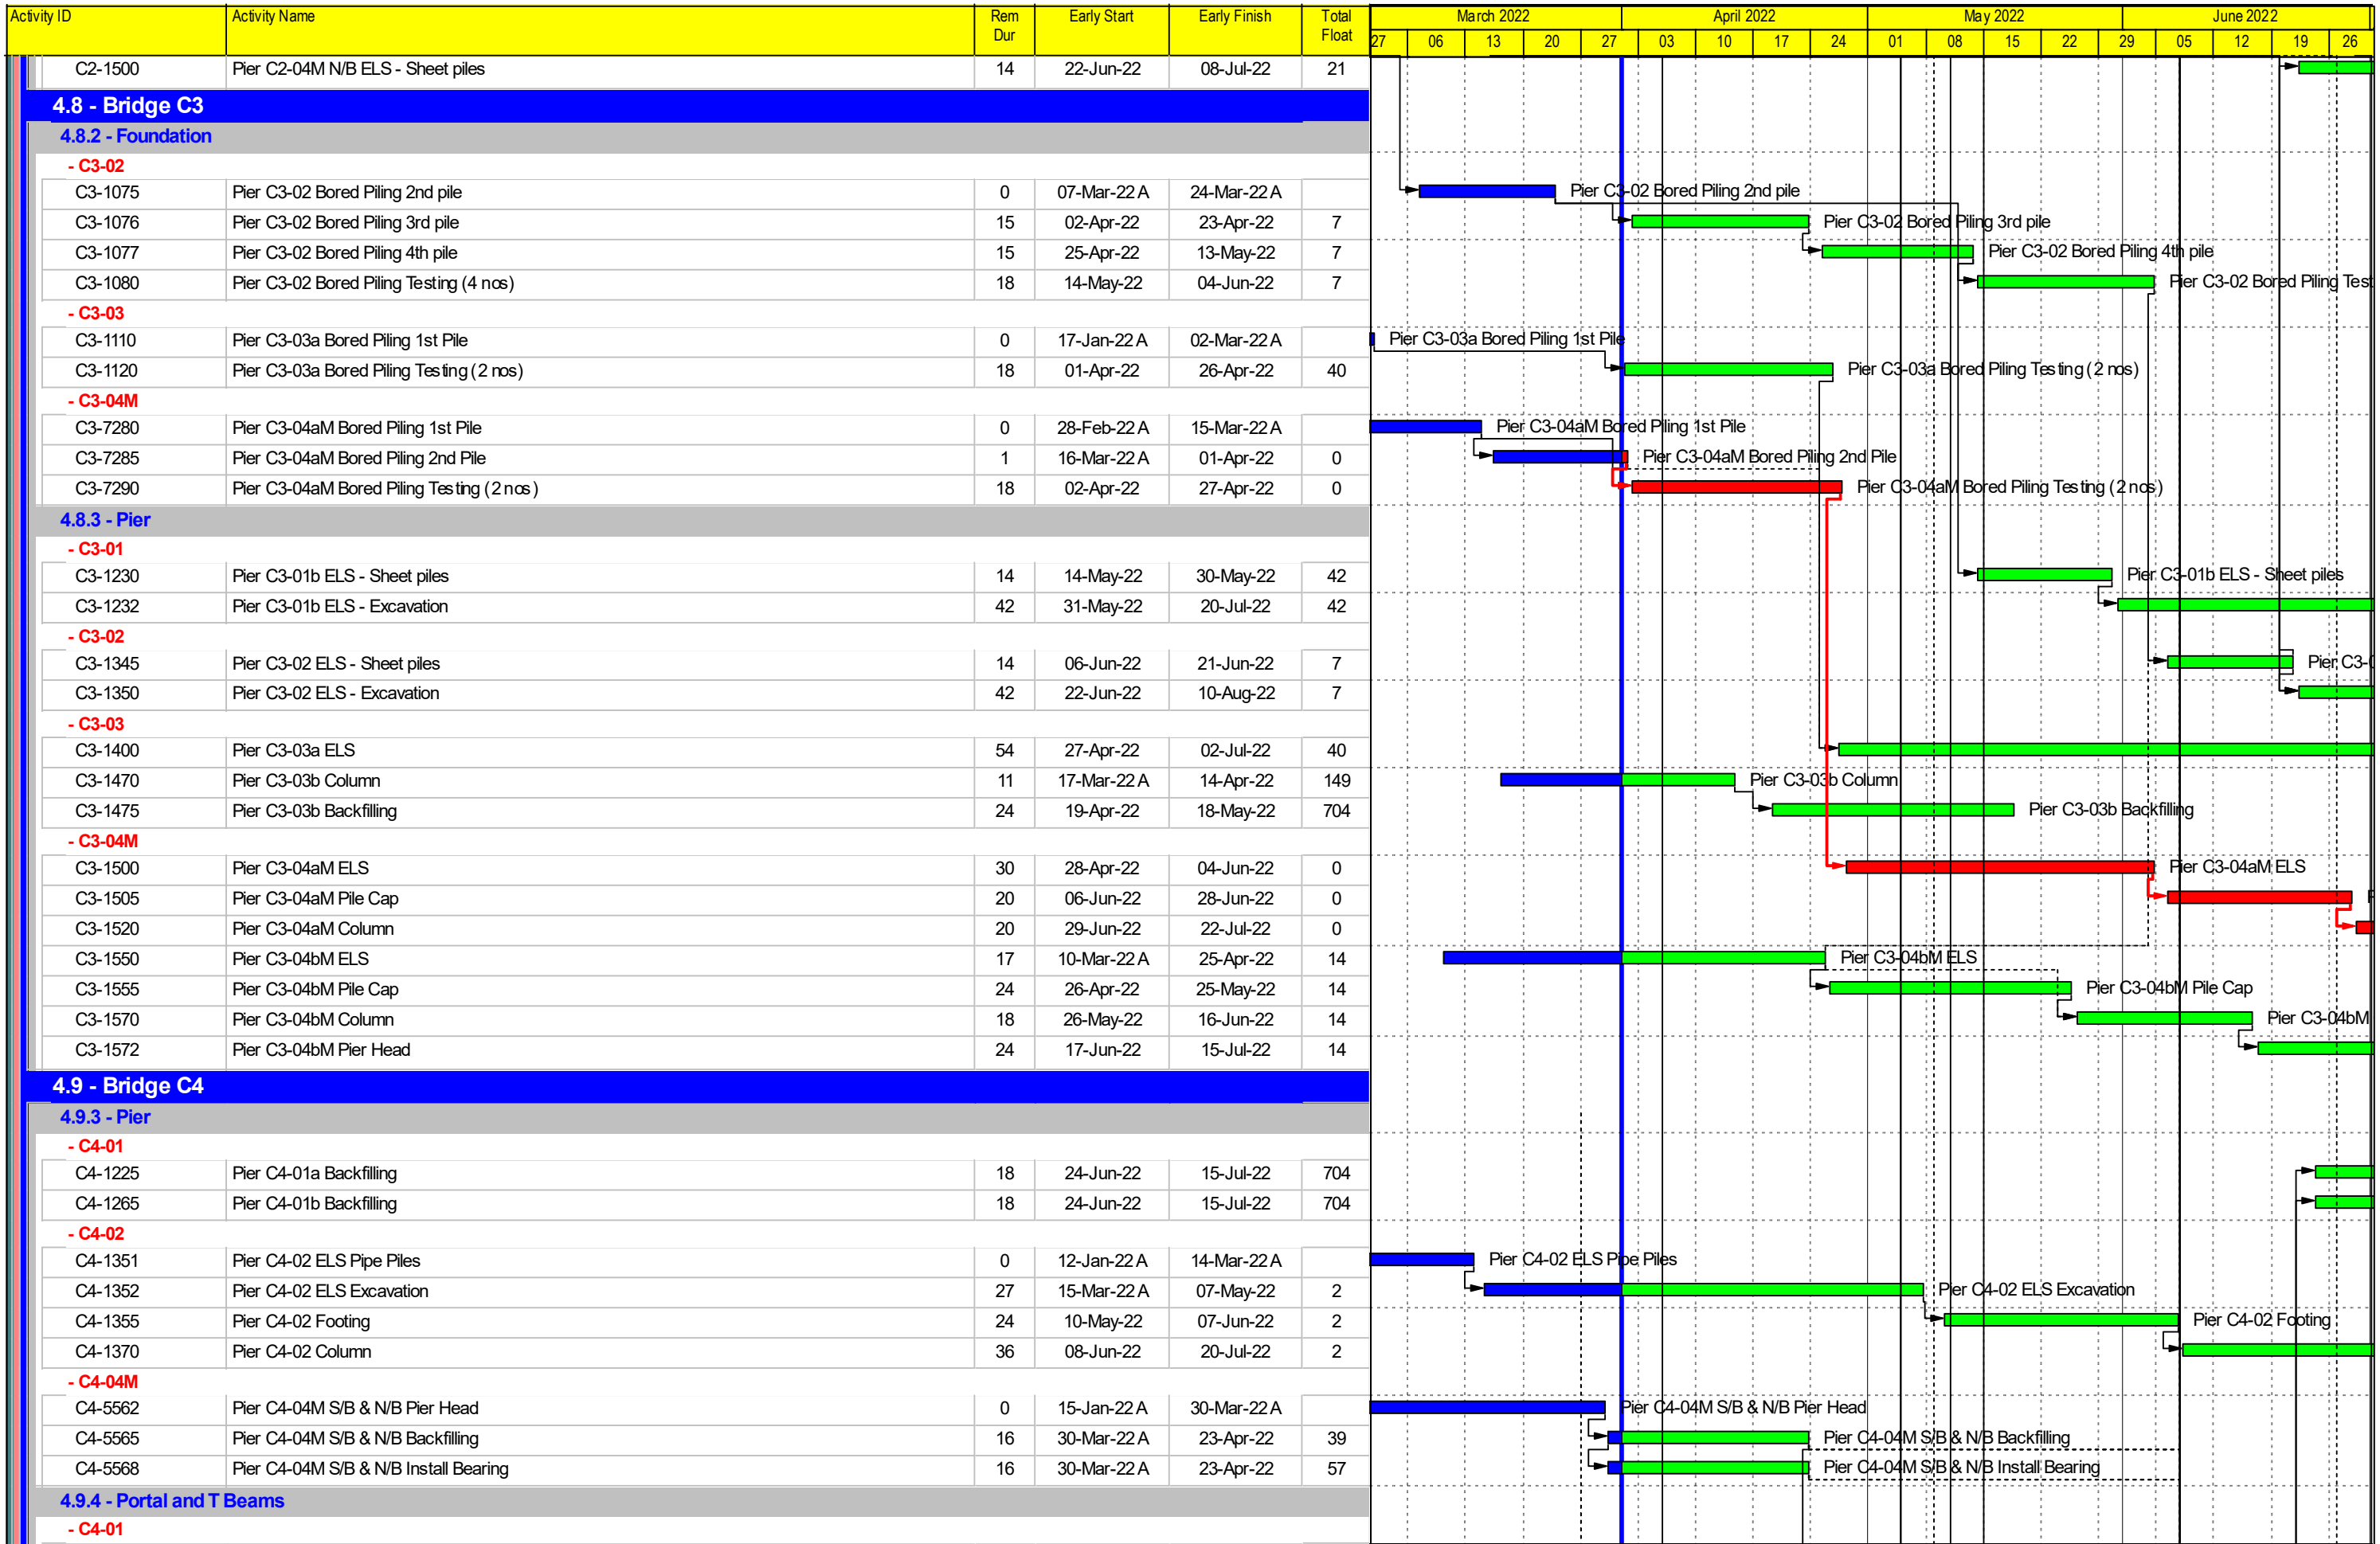 Activity ID Activity Name Rem Dur Early Start Early Finish Total Float March 2022 April 2022 May 2022 June 2022
27 06 13 20 27 03 10 17 24 01 08 15 22 29 05 12 19 26
C2-1500 Pier C2-04M N/B ELS - Sheet piles 14 22-Jun-22 08-Jul-22 21
4.8 - Bridge C3
4.8.2 - Foundation
- C3-02
C3-1075 Pier C3-02 Bored Piling 2nd pile 0 07-Mar-22 A 24-Mar-22 A Pier C3-02 Bored Piling 2nd pile
C3-1076 Pier C3-02 Bored Piling 3rd pile 15 02-Apr-22 23-Apr-22 7 Pier C3-02 Bored Piling 3rd pile
C3-1077 Pier C3-02 Bored Piling 4th pile 15 25-Apr-22 13-May-22 7 Pier C3-02 Bored Piling 4th pile
C3-1080 Pier C3-02 Bored Piling Testing (4 nos) 18 14-May-22 04-Jun-22 7 Pier C3-02 Bored Piling Test
- C3-03
C3-1110 Pier C3-03a Bored Piling 1st Pile 0 17-Jan-22 A 02-Mar-22 A Pier C3-03a Bored Piling 1st Pile
C3-1120 Pier C3-03a Bored Piling Testing (2 nos) 18 01-Apr-22 26-Apr-22 40 Pier C3-03a Bored Piling Testing (2 nos)
- C3-04M
C3-7280 Pier C3-04aM Bored Piling 1st Pile 0 28-Feb-22 A 15-Mar-22 A Pier C3-04aM Bored Piling 1st Pile
C3-7285 Pier C3-04aM Bored Piling 2nd Pile 1 16-Mar-22 A 01-Apr-22 0 Pier C3-04aM Bored Piling 2nd Pile
C3-7290 Pier C3-04aM Bored Piling Testing (2 nos) 18 02-Apr-22 27-Apr-22 0 Pier C3-04aM Bored Piling Testing (2 nos)
4.8.3 - Pier
- C3-01
C3-1230 Pier C3-01b ELS - Sheet piles 14 14-May-22 30-May-22 42 Pier C3-01b ELS - Sheet piles
C3-1232 Pier C3-01b ELS - Excavation 42 31-May-22 20-Jul-22 42
- C3-02
C3-1345 Pier C3-02 ELS - Sheet piles 14 06-Jun-22 21-Jun-22 7 Pier C3-0
C3-1350 Pier C3-02 ELS - Excavation 42 22-Jun-22 10-Aug-22 7
- C3-03
C3-1400 Pier C3-03a ELS 54 27-Apr-22 02-Jul-22 40
C3-1470 Pier C3-03b Column 11 17-Mar-22 A 14-Apr-22 149 Pier C3-03b Column
C3-1475 Pier C3-03b Backfilling 24 19-Apr-22 18-May-22 704 Pier C3-03b Backfilling
- C3-04M
C3-1500 Pier C3-04aM ELS 30 28-Apr-22 04-Jun-22 0 Pier C3-04aM ELS
C3-1505 Pier C3-04aM Pile Cap 20 06-Jun-22 28-Jun-22 0
C3-1520 Pier C3-04aM Column 20 29-Jun-22 22-Jul-22 0
C3-1550 Pier C3-04bM ELS 17 10-Mar-22 A 25-Apr-22 14 Pier C3-04bM ELS
C3-1555 Pier C3-04bM Pile Cap 24 26-Apr-22 25-May-22 14 Pier C3-04bM Pile Cap
C3-1570 Pier C3-04bM Column 18 26-May-22 16-Jun-22 14 Pier C3-04bM
C3-1572 Pier C3-04bM Pier Head 24 17-Jun-22 15-Jul-22 14
4.9 - Bridge C4
4.9.3 - Pier
- C4-01
C4-1225 Pier C4-01a Backfilling 18 24-Jun-22 15-Jul-22 704
C4-1265 Pier C4-01b Backfilling 18 24-Jun-22 15-Jul-22 704
- C4-02
C4-1351 Pier C4-02 ELS Pipe Piles 0 12-Jan-22 A 14-Mar-22 A Pier C4-02 ELS Pipe Piles
C4-1352 Pier C4-02 ELS Excavation 27 15-Mar-22 A 07-May-22 2 Pier C4-02 ELS Excavation
C4-1355 Pier C4-02 Footing 24 10-May-22 07-Jun-22 2 Pier C4-02 Footing
C4-1370 Pier C4-02 Column 36 08-Jun-22 20-Jul-22 2
- C4-04M
C4-5562 Pier C4-04M S/B & N/B Pier Head 0 15-Jan-22 A 30-Mar-22 A Pier C4-04M S/B & N/B Pier Head
C4-5565 Pier C4-04M S/B & N/B Backfilling 16 30-Mar-22 A 23-Apr-22 39 Pier C4-04M S/B & N/B Backfilling
C4-5568 Pier C4-04M S/B & N/B Install Bearing 16 30-Mar-22 A 23-Apr-22 57 Pier C4-04M S/B & N/B Install Bearing
4.9.4 - Portal and T Beams
- C4-01